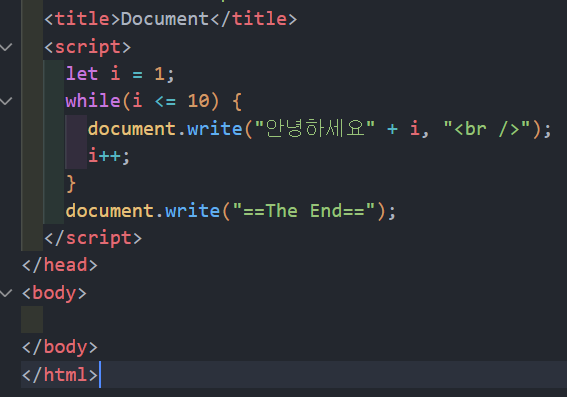 <title>Document</title>
<script>
let i = 1;
while(i <= 10) {
document.write("안녕하세요" + i, "<br />");
i++;
}
document.write("==The End==");
</script>
</head>
<body>
</body>
</html>